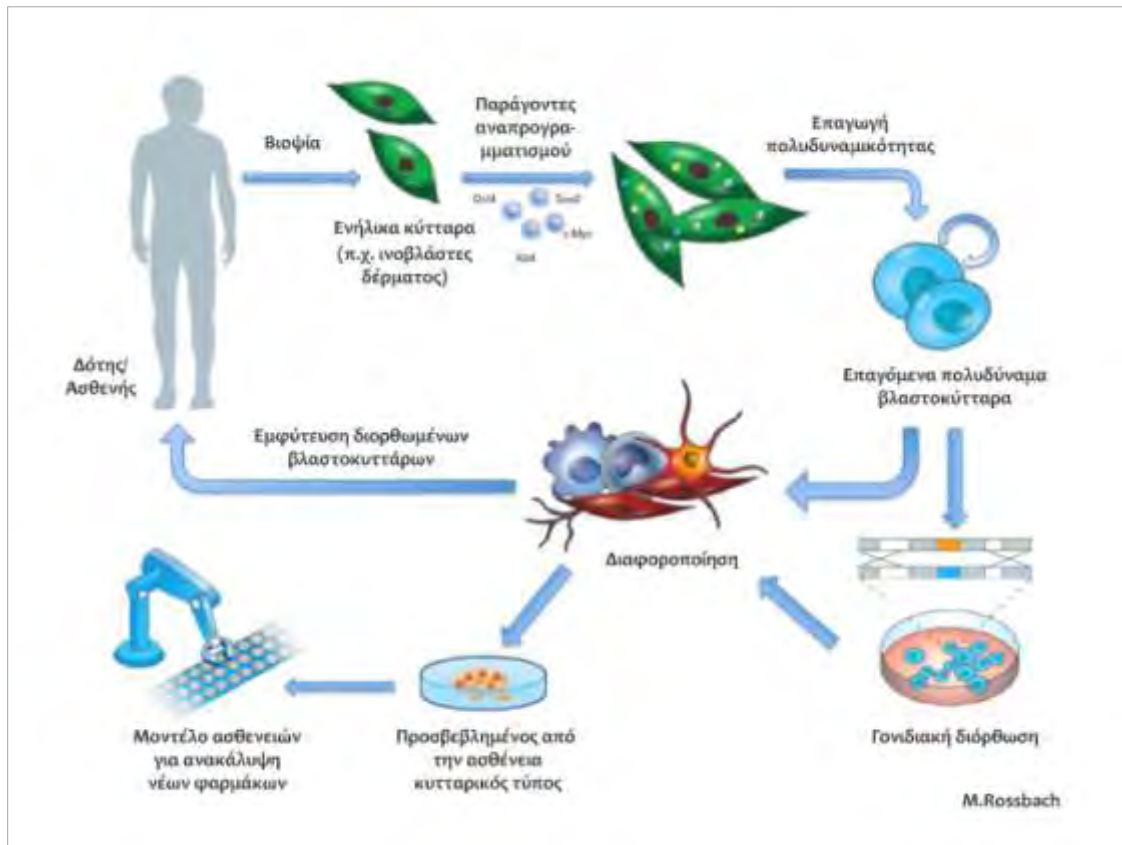 Βιοψία
Παράγοντες
αναπρογρα-
μματισμού
Επαγωγή
πολυδυναμικότητας
Oct4
Sox2
c-Myc
Klf4
Ενήλικα κύτταρα
(π.χ. ινοβλάστες
δέρματος)
Δότης/
Ασθενής
Επαγόμενα πολυδύναμα
βλαστοκύτταρα
Εμφύτευση διορθωμένων
βλαστοκυττάρων
Διαφοροποίηση
Μοντέλο ασθενειών
για ανακάλυψη
νέων φαρμάκων
Προσβεβλημένος από
την ασθένεια
κυτταρικός τύπος
Γονιδιακή διόρθωση
M.Rossbach